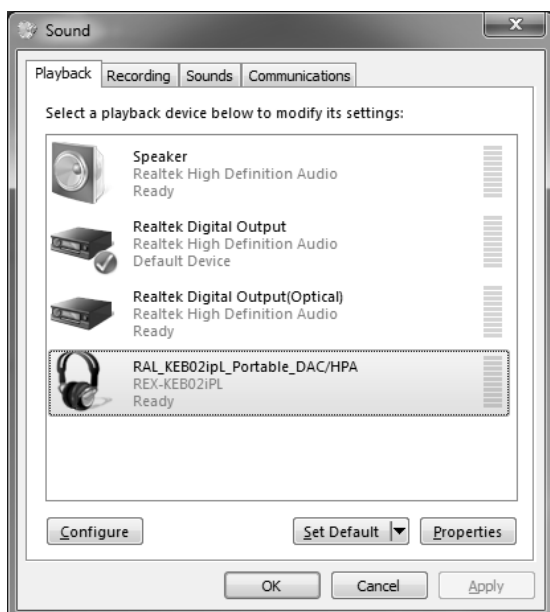 Sound
Playback Recording Sounds Communications
Select a playback device below to modify its settings:
Speaker
Realtek High Definition Audio
Ready
Realtek Digital Output
Realtek High Definition Audio
Default Device
Realtek Digital Output(Optical)
Realtek High Definition Audio
Ready
RAL_KEB02ipL_Portable_DAC/HPA
REX-KEB02iPL
Ready
Configure Set Default Properties
OK Cancel Apply